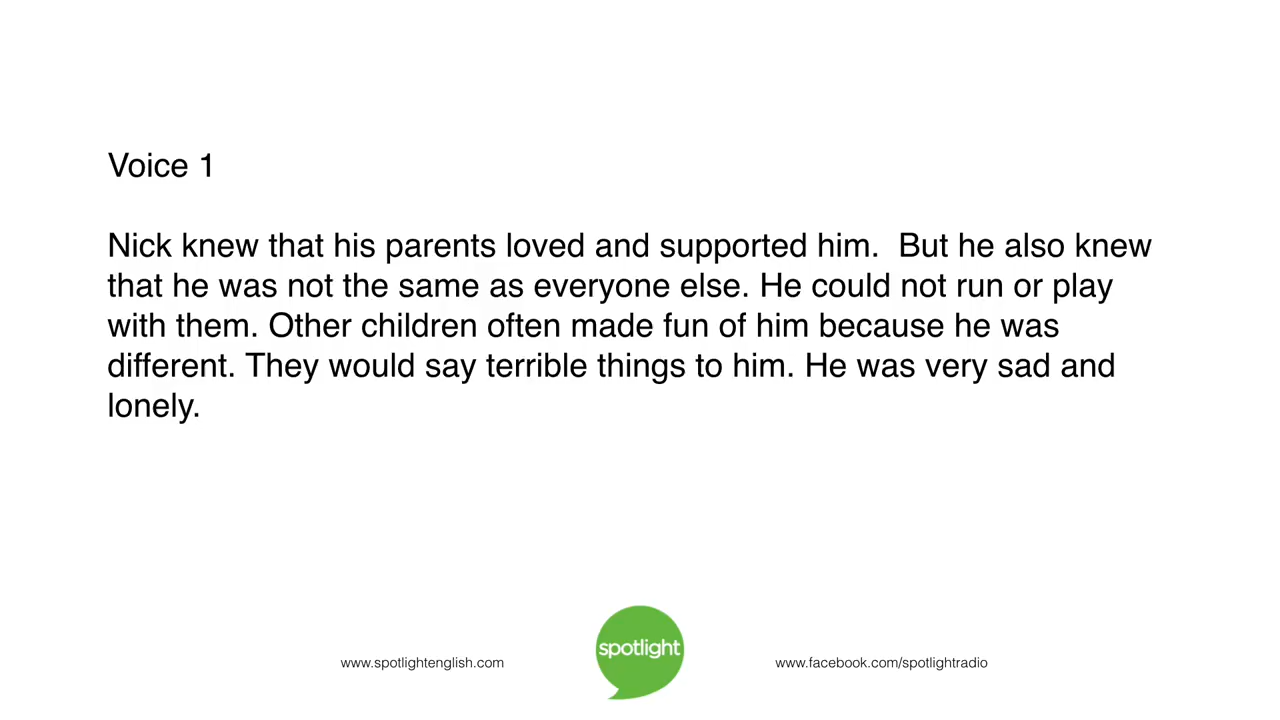 Voice 1
Nick knew that his parents loved and supported him.  But he also knew
that he was not the same as everyone else. He could not run or play
with them. Other children often made fun of him because he was
different. They would say terrible things to him. He was very sad and
lonely.
spotlight
www.spotlightenglish.com
www.facebook.com/spotlightradio